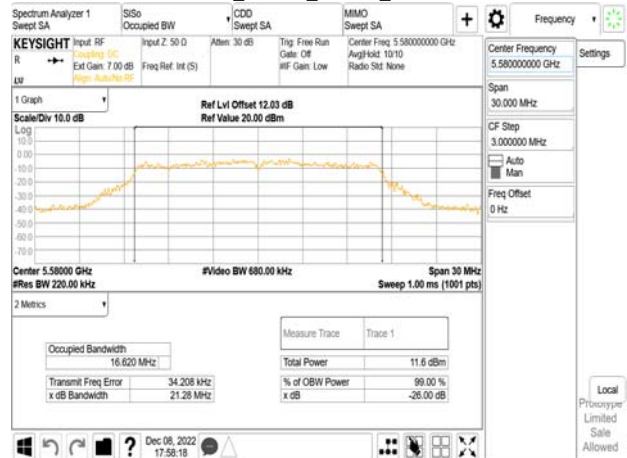 Spectrum Analyzer 1
Swept SA
SISo
Occupied BW
CDD
Swept SA
MIMO
Swept SA
+
Frequency
KEYSIGHT
R
Input: RF
Coupling: DC
Ext Gain: 7.00 dB
Align: Auto/No RF
Input Z: 50 Ω
Freq Ref: Int (S)
Atten: 30 dB
Trig: Free Run
Gate: Off
#IF Gain: Low
Center Freq: 5.580000000 GHz
Avg|Hold: 10/10
Radio Std: None
Center Frequency
5.580000000 GHz
Settings
Span
30.000 MHz
CF Step
3.000000 MHz
Auto
Man
Freq Offset
0 Hz
1 Graph
Scale/Div 10.0 dB
Ref Lvl Offset 12.03 dB
Ref Value 20.00 dBm
Log
10.0
0.00
-10.0
-20.0
-30.0
-40.0
-50.0
-60.0
-70.0
Center 5.58000 GHz
#Video BW 680.00 kHz
Span 30 MHz
#Res BW 220.00 kHz
Sweep 1.00 ms (1001 pts)
2 Metrics
Measure Trace
Trace 1
Occupied Bandwidth
16.620 MHz
Total Power
11.6 dBm
Transmit Freq Error
34.208 kHz
% of OBW Power
99.00 %
x dB Bandwidth
21.28 MHz
x dB
-26.00 dB
Local
Prototype
Limited
Sale
Allowed
?
Dec 08, 2022
17:58:18